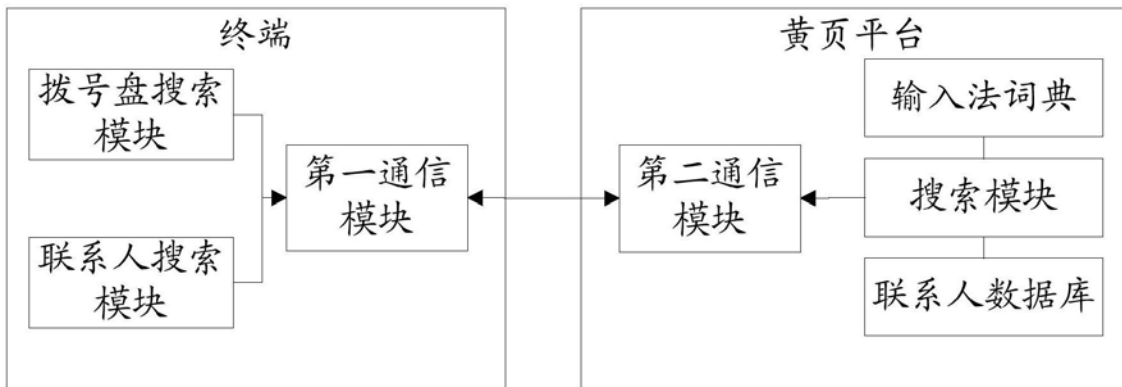 终端
拨号盘搜索
模块
联系人搜索
模块
第一通信
模块
黄页平台
第二通信
模块
输入法词典
搜索模块
联系人数据库